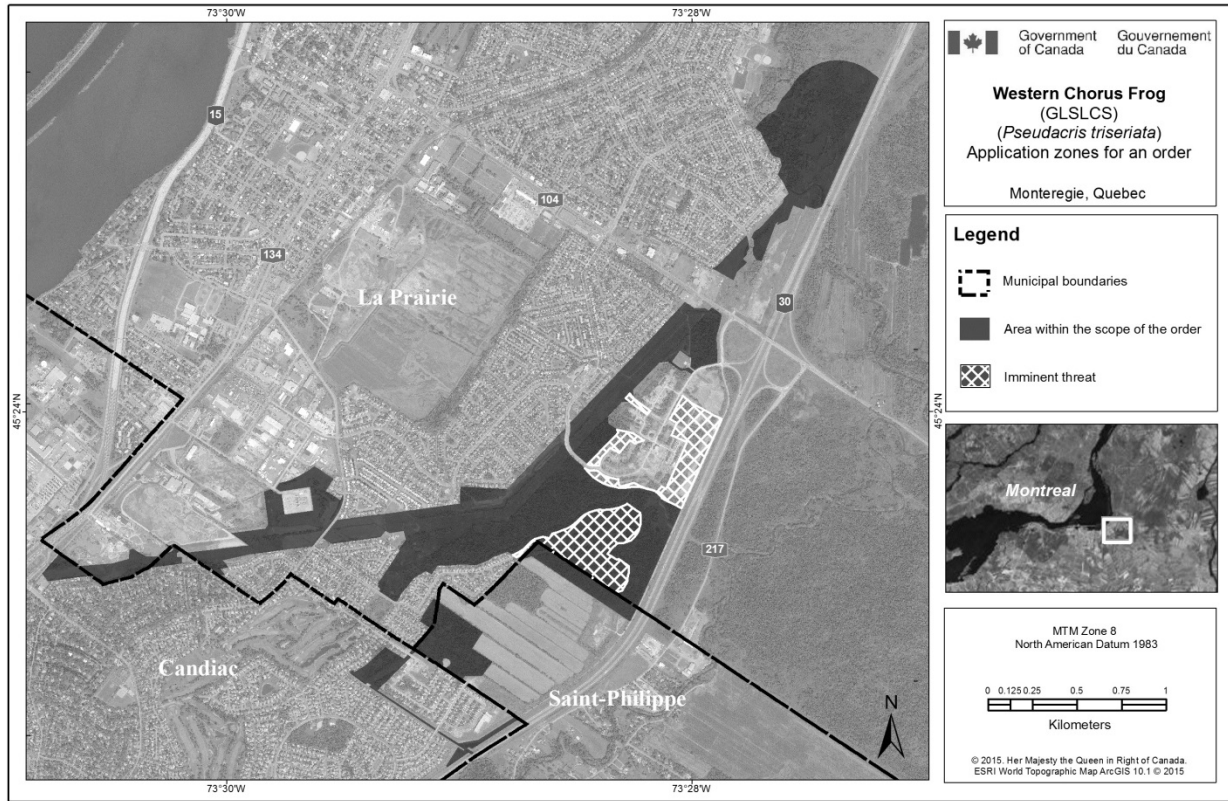 73°30'W
73°28'W
15
104
134
La Prairie
30
45°24'N
45°24'N
217
Candiac
Saint-Philippe
N
73°30'W
73°28'W
Government of Canada
Gouvernement du Canada
Western Chorus Frog
(GLSLCS)
(Pseudacris triseriata)
Application zones for an order
Monteregie, Quebec
Legend
Municipal boundaries
Area within the scope of the order
Imminent threat
Montreal
MTM Zone 8
North American Datum 1983
0 0.125 0.25 0.5 0.75 1
Kilometers
© 2015. Her Majesty the Queen in Right of Canada.
ESRI World Topographic Map ArcGIS 10.1 © 2015